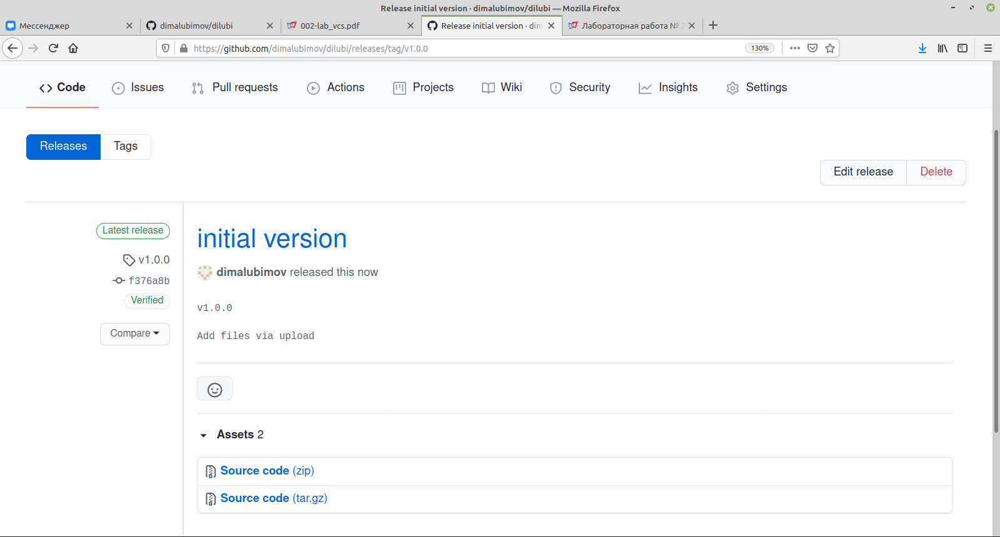 Release initial version · dimalubimov/dilubi — Mozilla Firefox
Мессенджер
dimalubimov/dilubi
002-lab_vcs.pdf
Release initial version · dim
Лабораторная работа №
https://github.com/dimalubimov/dilubi/releases/tag/v1.0.0
130%
Code
Issues
Pull requests
Actions
Projects
Wiki
Security
Insights
Settings
Releases
Tags
Edit release
Delete
Latest release
v1.0.0
f376a8b
Verified
Compare
initial version
dimalubimov released this now
v1.0.0
Add files via upload
Assets 2
Source code (zip)
Source code (tar.gz)